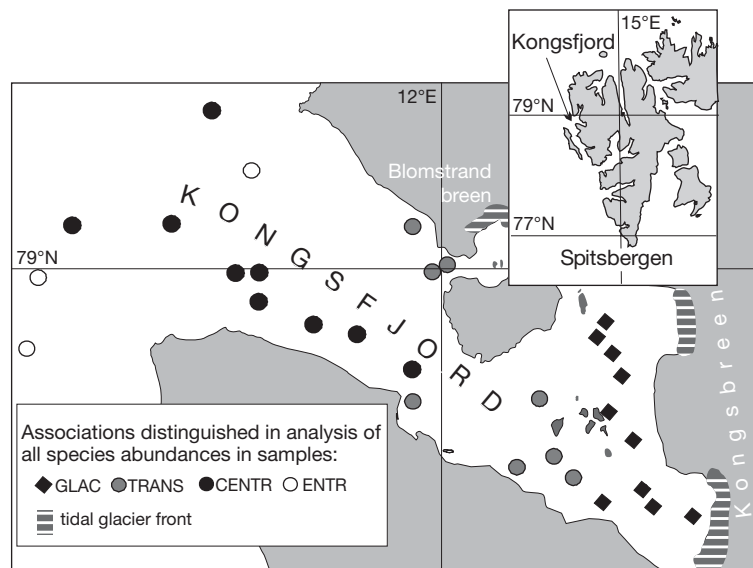 15°E
Kongsfjord
79°N
77°N
Spitsbergen
12°E
Blomstrand
breen
KONGSFJORD
79°N
Kongsbreen
Associations distinguished in analysis of
all species abundances in samples:
GLAC TRANS CENTR ENTR
tidal glacier front